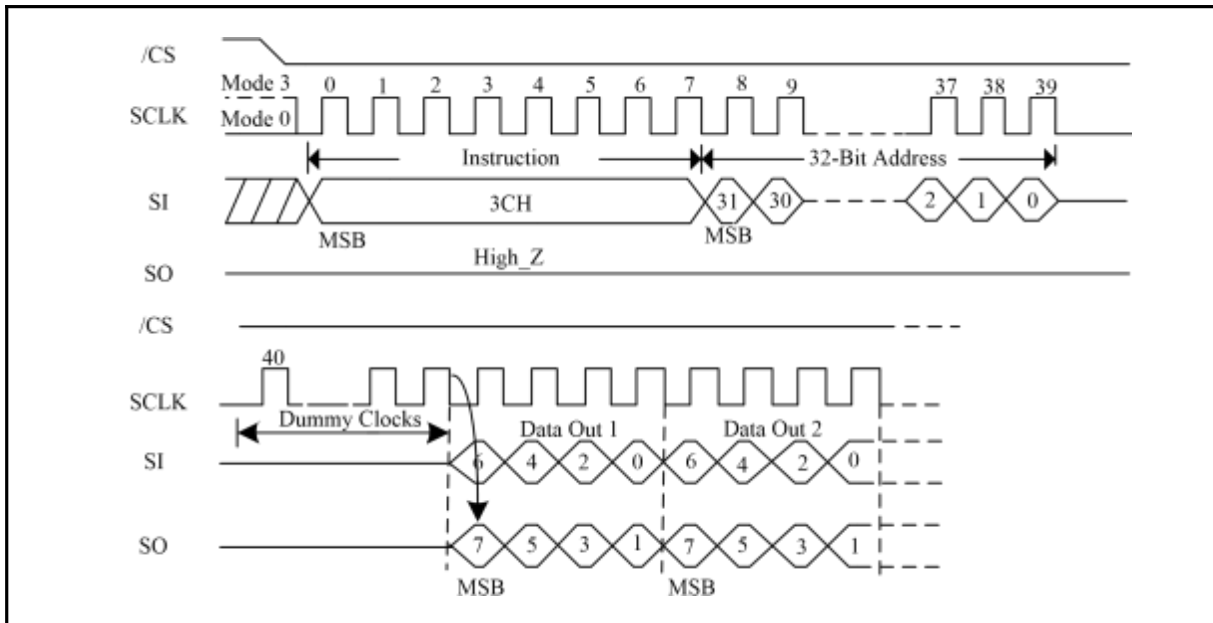 /CS
Mode 3 0 1 2 3 4 5 6 7 8 9 37 38 39
SCLK Mode 0
Instruction 32-Bit Address
SI 3CH 31 30 2 1 0
MSB MSB
High_Z
SO
/CS
40
SCLK
Dummy Clocks Data Out 1 Data Out 2
SI 6 4 2 0 6 4 2 0
SO 7 5 3 1 7 5 3 1
MSB MSB